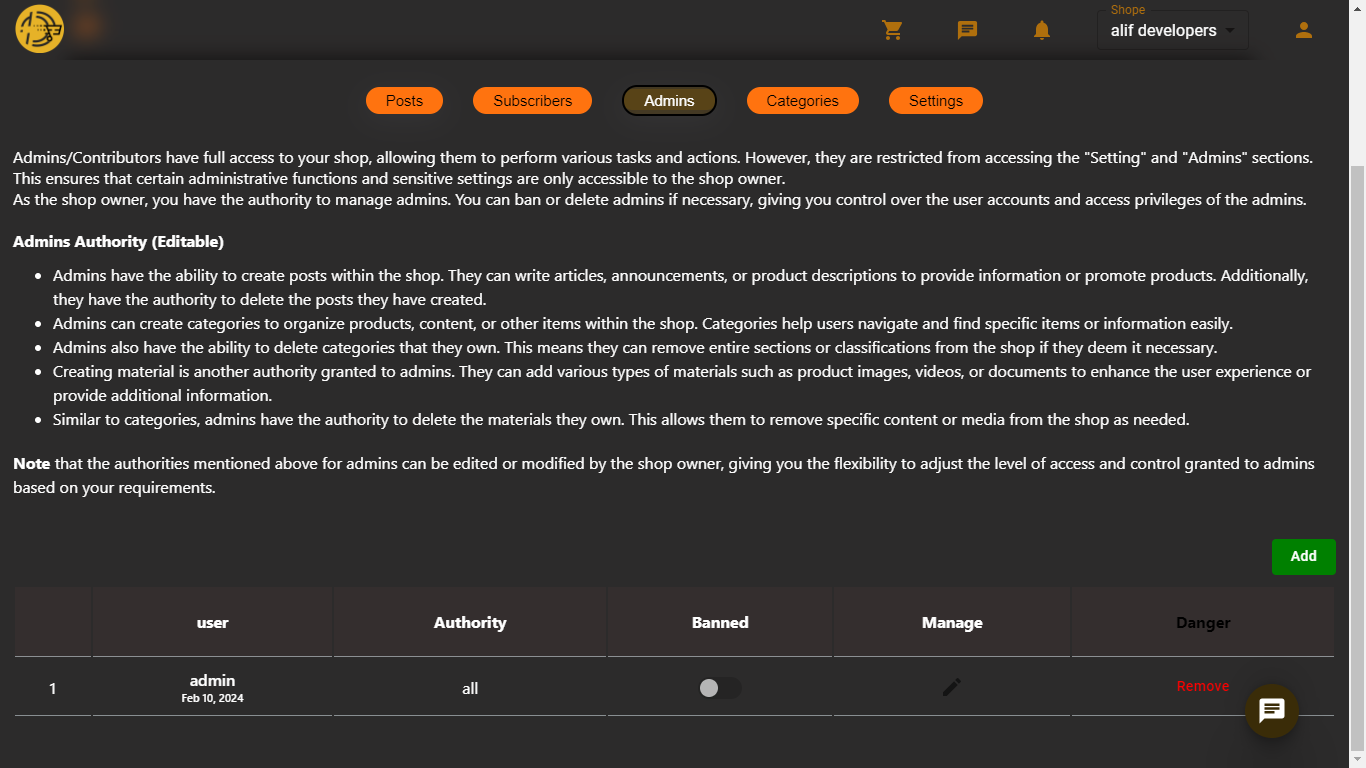 Shope
alif developers
Posts
Subscribers
Admins
Categories
Settings
Admins/Contributors have full access to your shop, allowing them to perform various tasks and actions. However, they are restricted from accessing the "Setting" and "Admins" sections.
This ensures that certain administrative functions and sensitive settings are only accessible to the shop owner.
As the shop owner, you have the authority to manage admins. You can ban or delete admins if necessary, giving you control over the user accounts and access privileges of the admins.
Admins Authority (Editable)
• Admins have the ability to create posts within the shop. They can write articles, announcements, or product descriptions to provide information or promote products. Additionally,
they have the authority to delete the posts they have created.
• Admins can create categories to organize products, content, or other items within the shop. Categories help users navigate and find specific items or information easily.
• Admins also have the ability to delete categories that they own. This means they can remove entire sections or classifications from the shop if they deem it necessary.
• Creating material is another authority granted to admins. They can add various types of materials such as product images, videos, or documents to enhance the user experience or
provide additional information.
• Similar to categories, admins have the authority to delete the materials they own. This allows them to remove specific content or media from the shop as needed.
Note that the authorities mentioned above for admins can be edited or modified by the shop owner, giving you the flexibility to adjust the level of access and control granted to admins
based on your requirements.
Add
user Authority Banned Manage Danger
1 admin all Remove
Feb 10, 2024